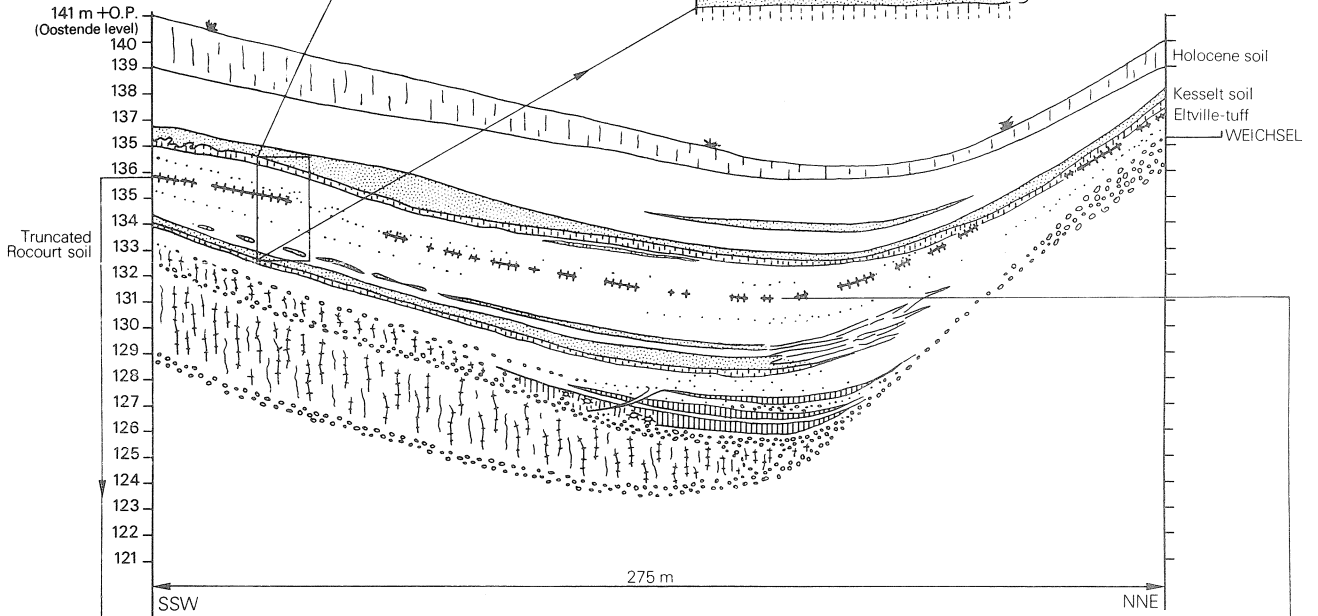 141 m +O.P.
(Oostende level)
140
139
138
137
135
136
135
134
133
132
131
130
129
128
127
126
125
124
123
122
121
Truncated
Rocourt soil
Holocene soil
Kesselt soil
Eltville-tuff
WEICHSEL
275 m
SSW
NNE